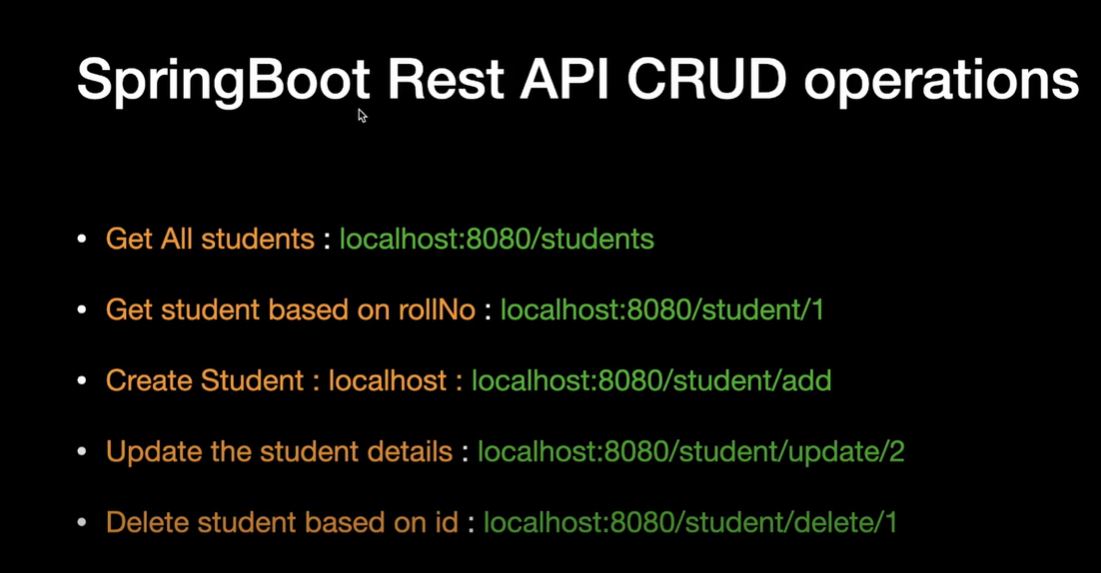 SpringBoot Rest API CRUD operations
• Get All students : localhost:8080/students
• Get student based on rollNo : localhost:8080/student/1
• Create Student : localhost : localhost:8080/student/add
• Update the student details : localhost:8080/student/update/2
• Delete student based on id : localhost:8080/student/delete/1